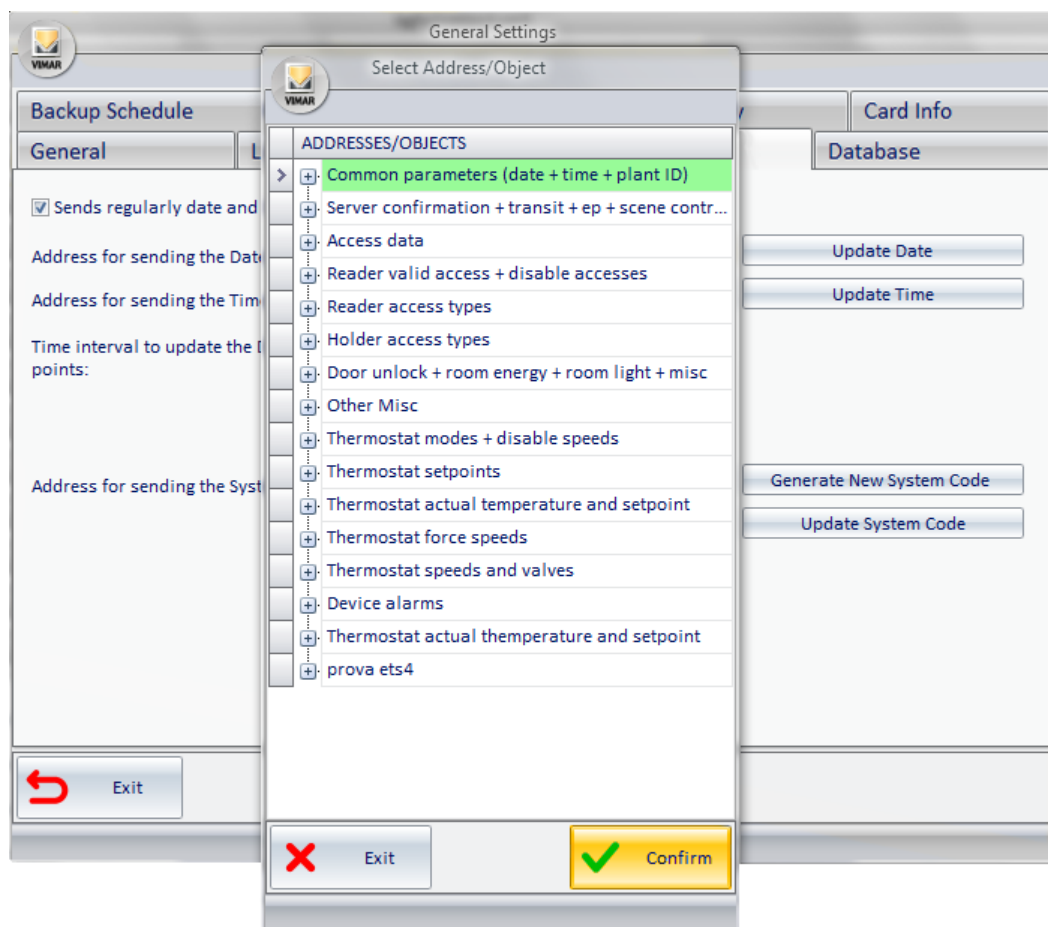 General Settings
VIMAR
Select Address/Object
VIMAR
Backup Schedule
Card Info
General
Database
ADDRESSES/OBJECTS
Common parameters (date + time + plant ID)
Sends regularly date and
Server confirmation + transit + ep + scene contr...
Access data
Address for sending the Date
Update Date
Reader valid access + disable accesses
Address for sending the Time
Update Time
Reader access types
Time interval to update the
points:
Holder access types
Door unlock + room energy + room light + misc
Other Misc
Thermostat modes + disable speeds
Thermostat setpoints
Address for sending the Syst
Generate New System Code
Thermostat actual temperature and setpoint
Update System Code
Thermostat force speeds
Thermostat speeds and valves
Device alarms
Thermostat actual themperature and setpoint
prova ets4
Exit
Exit
Confirm